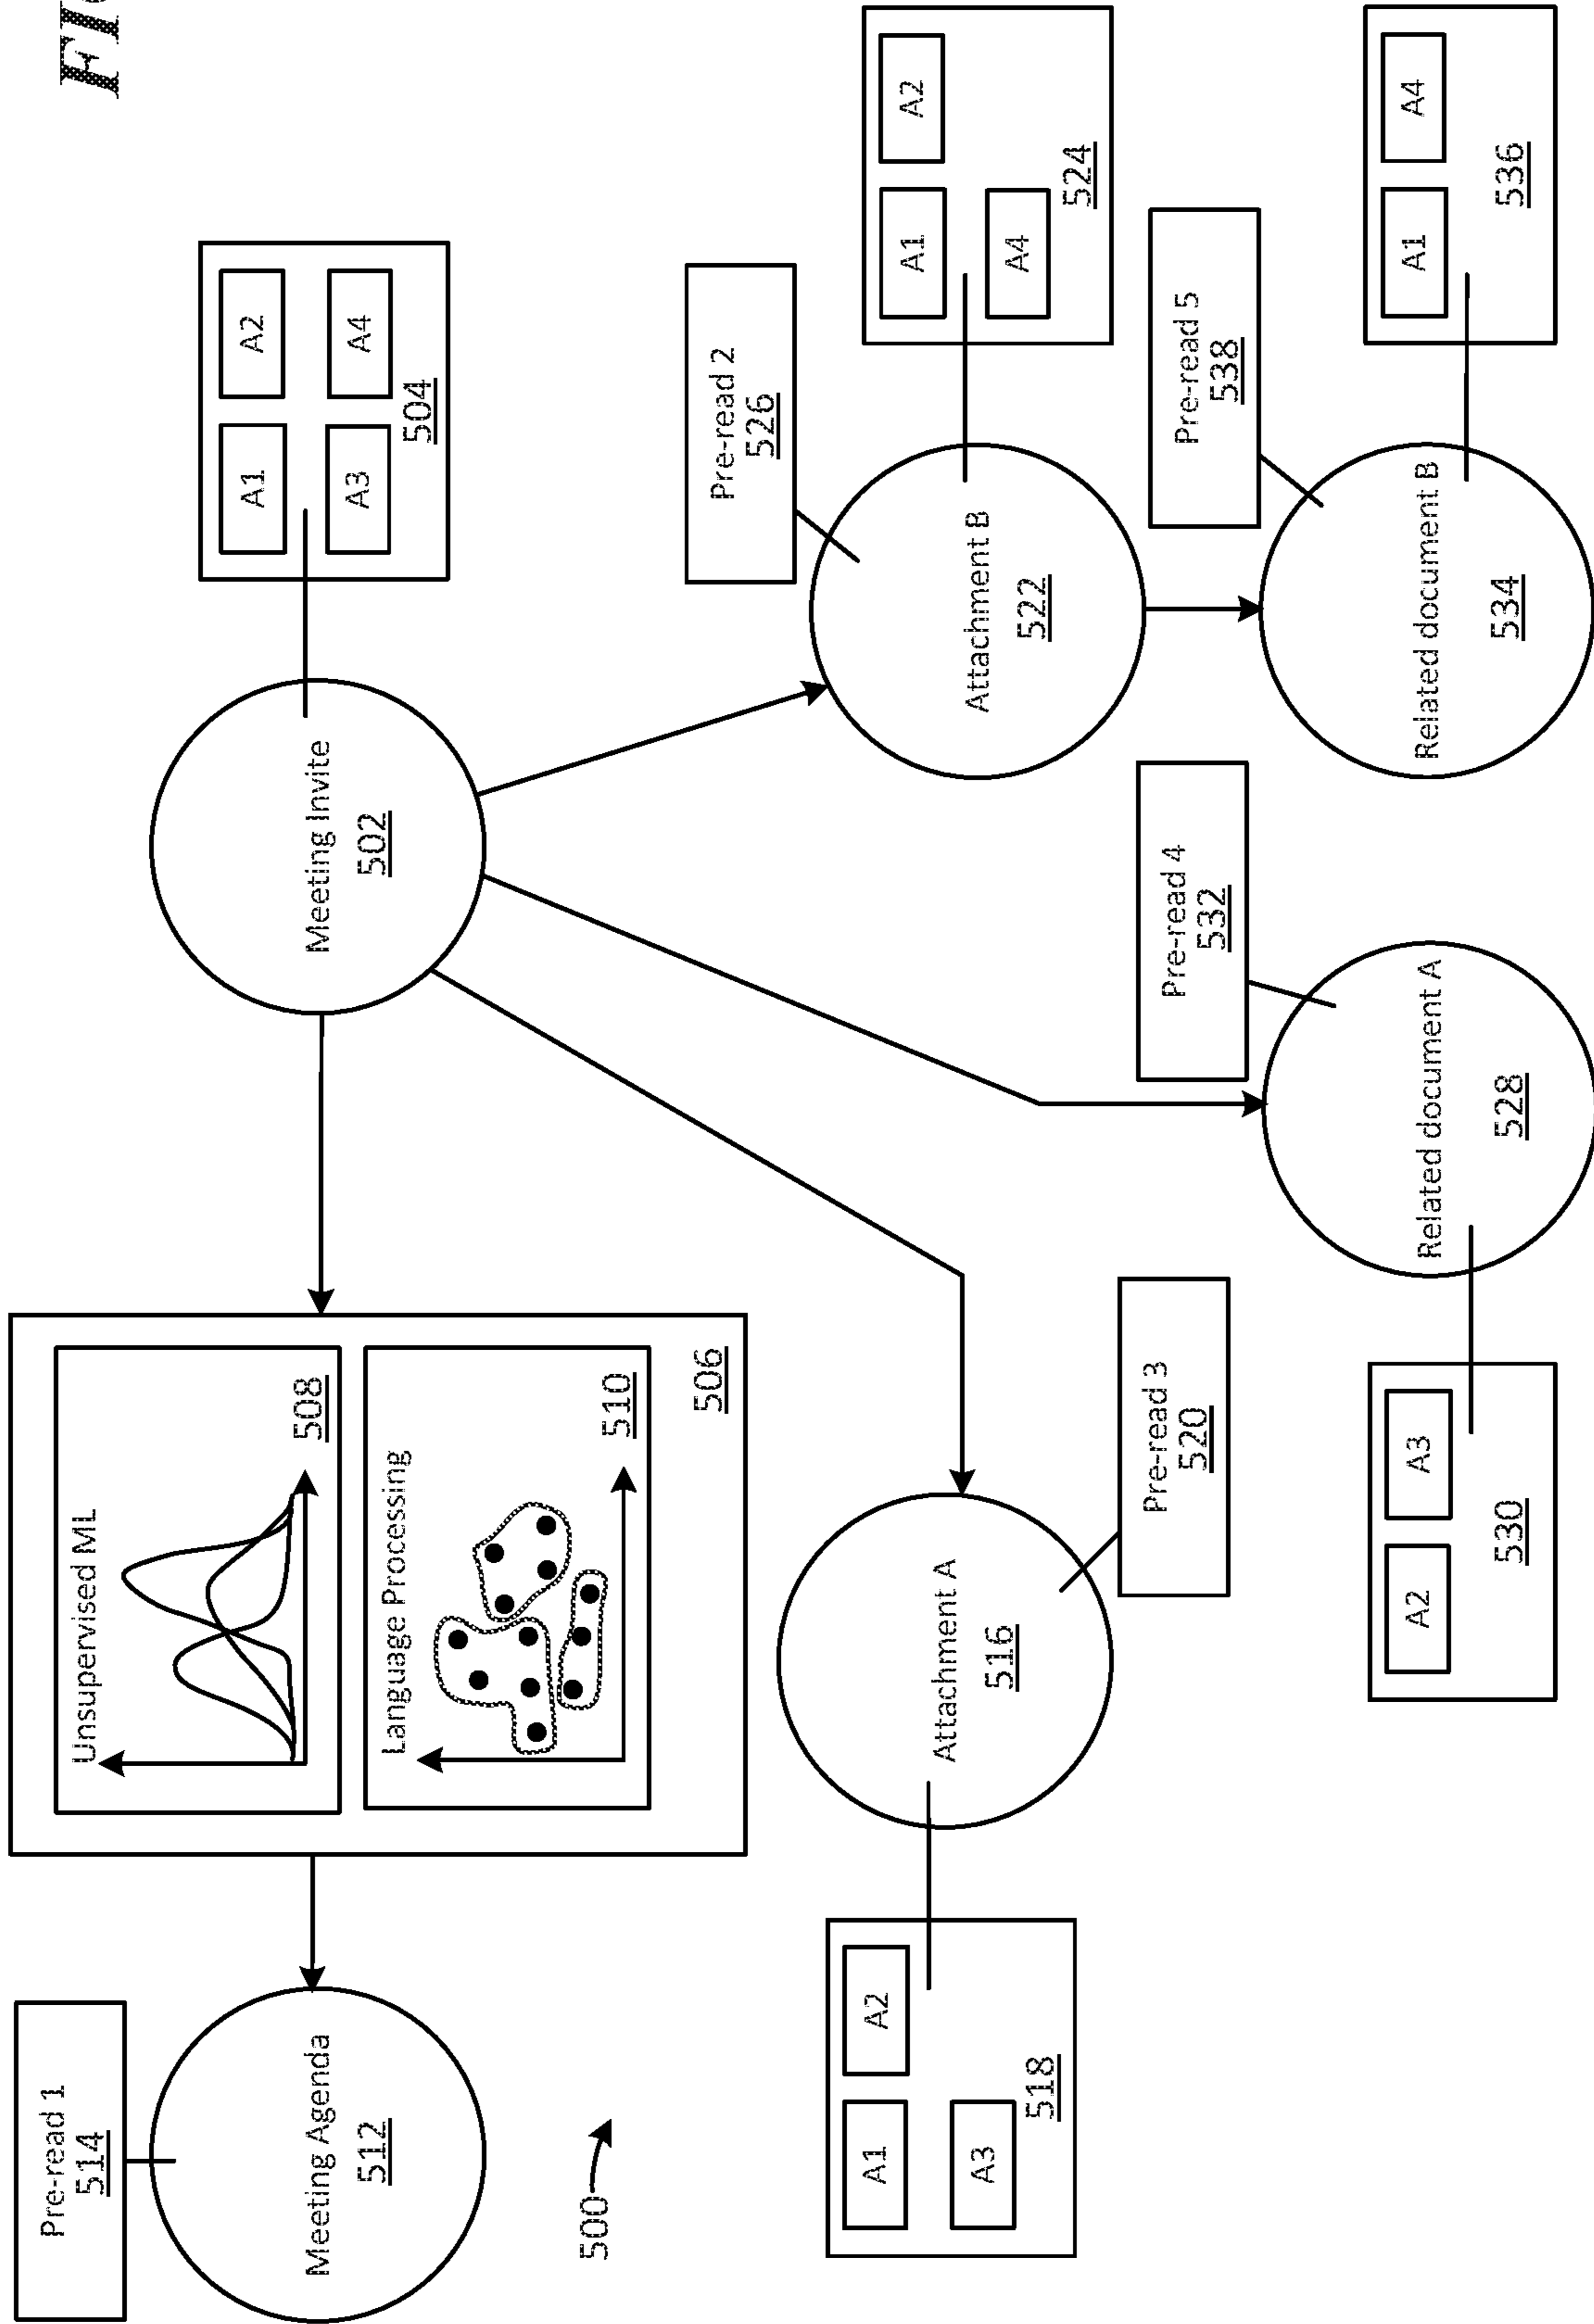 FIG
Pre-read 1
514
Meeting Agenda
512
500
Unsupervised ML
508
Language Processing
510
506
Meeting Invite
502
A1
A2
A3
A4
504
A1
A2
A3
518
Attachment A
516
Pre-read 3
520
Pre-read 2
526
Attachment B
522
A1
A2
A4
524
A2
A3
530
Related document A
528
Pre-read 4
532
Pre-read 5
538
Related document B
534
A1
A4
536